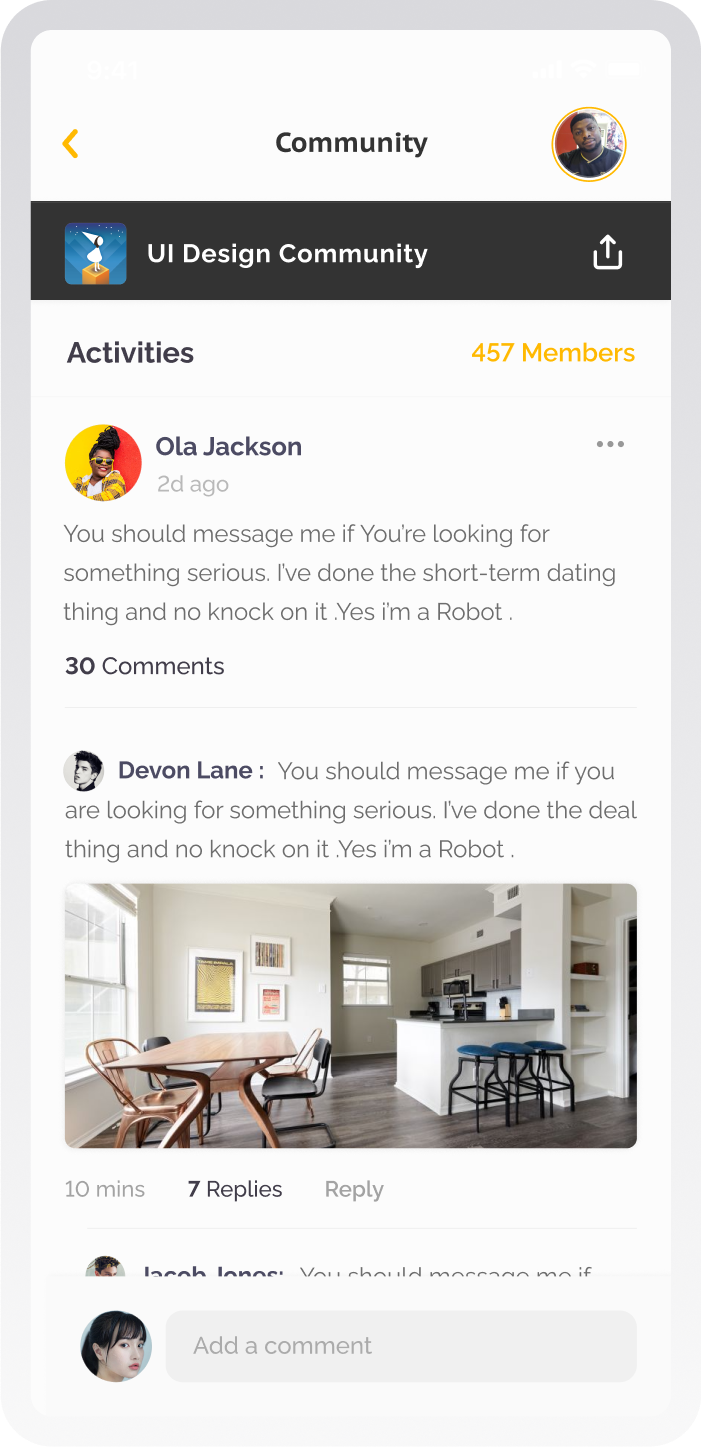 9:41
Community
UI Design Community
Activities
457 Members
Ola Jackson
2d ago
You should message me if You’re looking for
something serious. I’ve done the short-term dating
thing and no knock on it .Yes i’m a Robot .
30 Comments
Devon Lane : You should message me if you
are looking for something serious. I’ve done the deal
thing and no knock on it .Yes i’m a Robot .
10 mins 7 Replies Reply
Jacob Jones: You should message me if
Add a comment